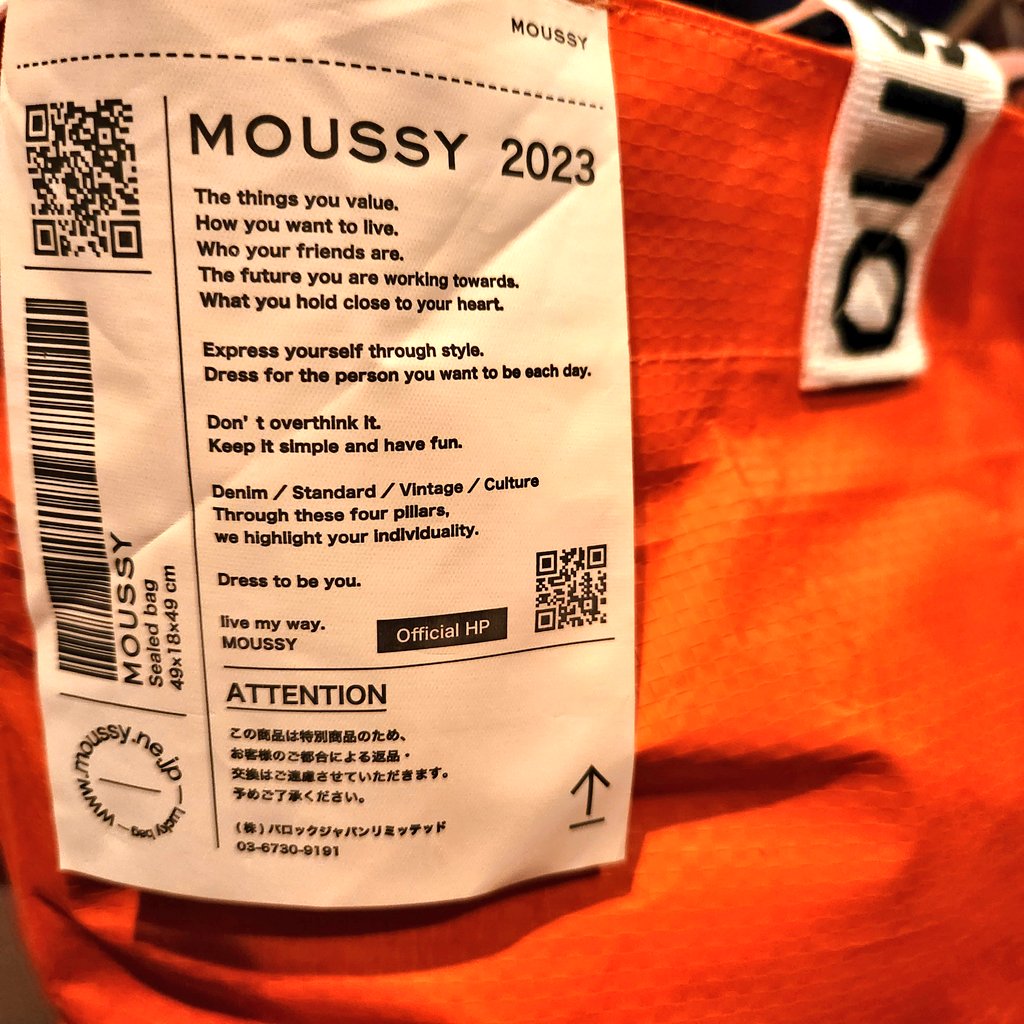 MOUSSY
MOUSSY 2023
The things you value.
How you want to live.
Who your friends are.
The future you are working towards.
What you hold close to your heart.
Express yourself through style.
Dress for the person you want to be each day.
Don't overthink it.
Keep it simple and have fun.
Denim / Standard / Vintage / Culture
Through these four pillars,
we highlight your individuality.
Dress to be you.
live my way.
MOUSSY
Official HP
MOUSSY
Sealed bag
49x18x49 cm
www.moussy.ne.jp
Lucky bag
ATTENTION
この商品は特別商品のため、
お客様のご都合による返品・
交換はご遠慮させていただきます。
予めご了承ください。
(株)バロックジャパンリミテッド
03-6730-9191